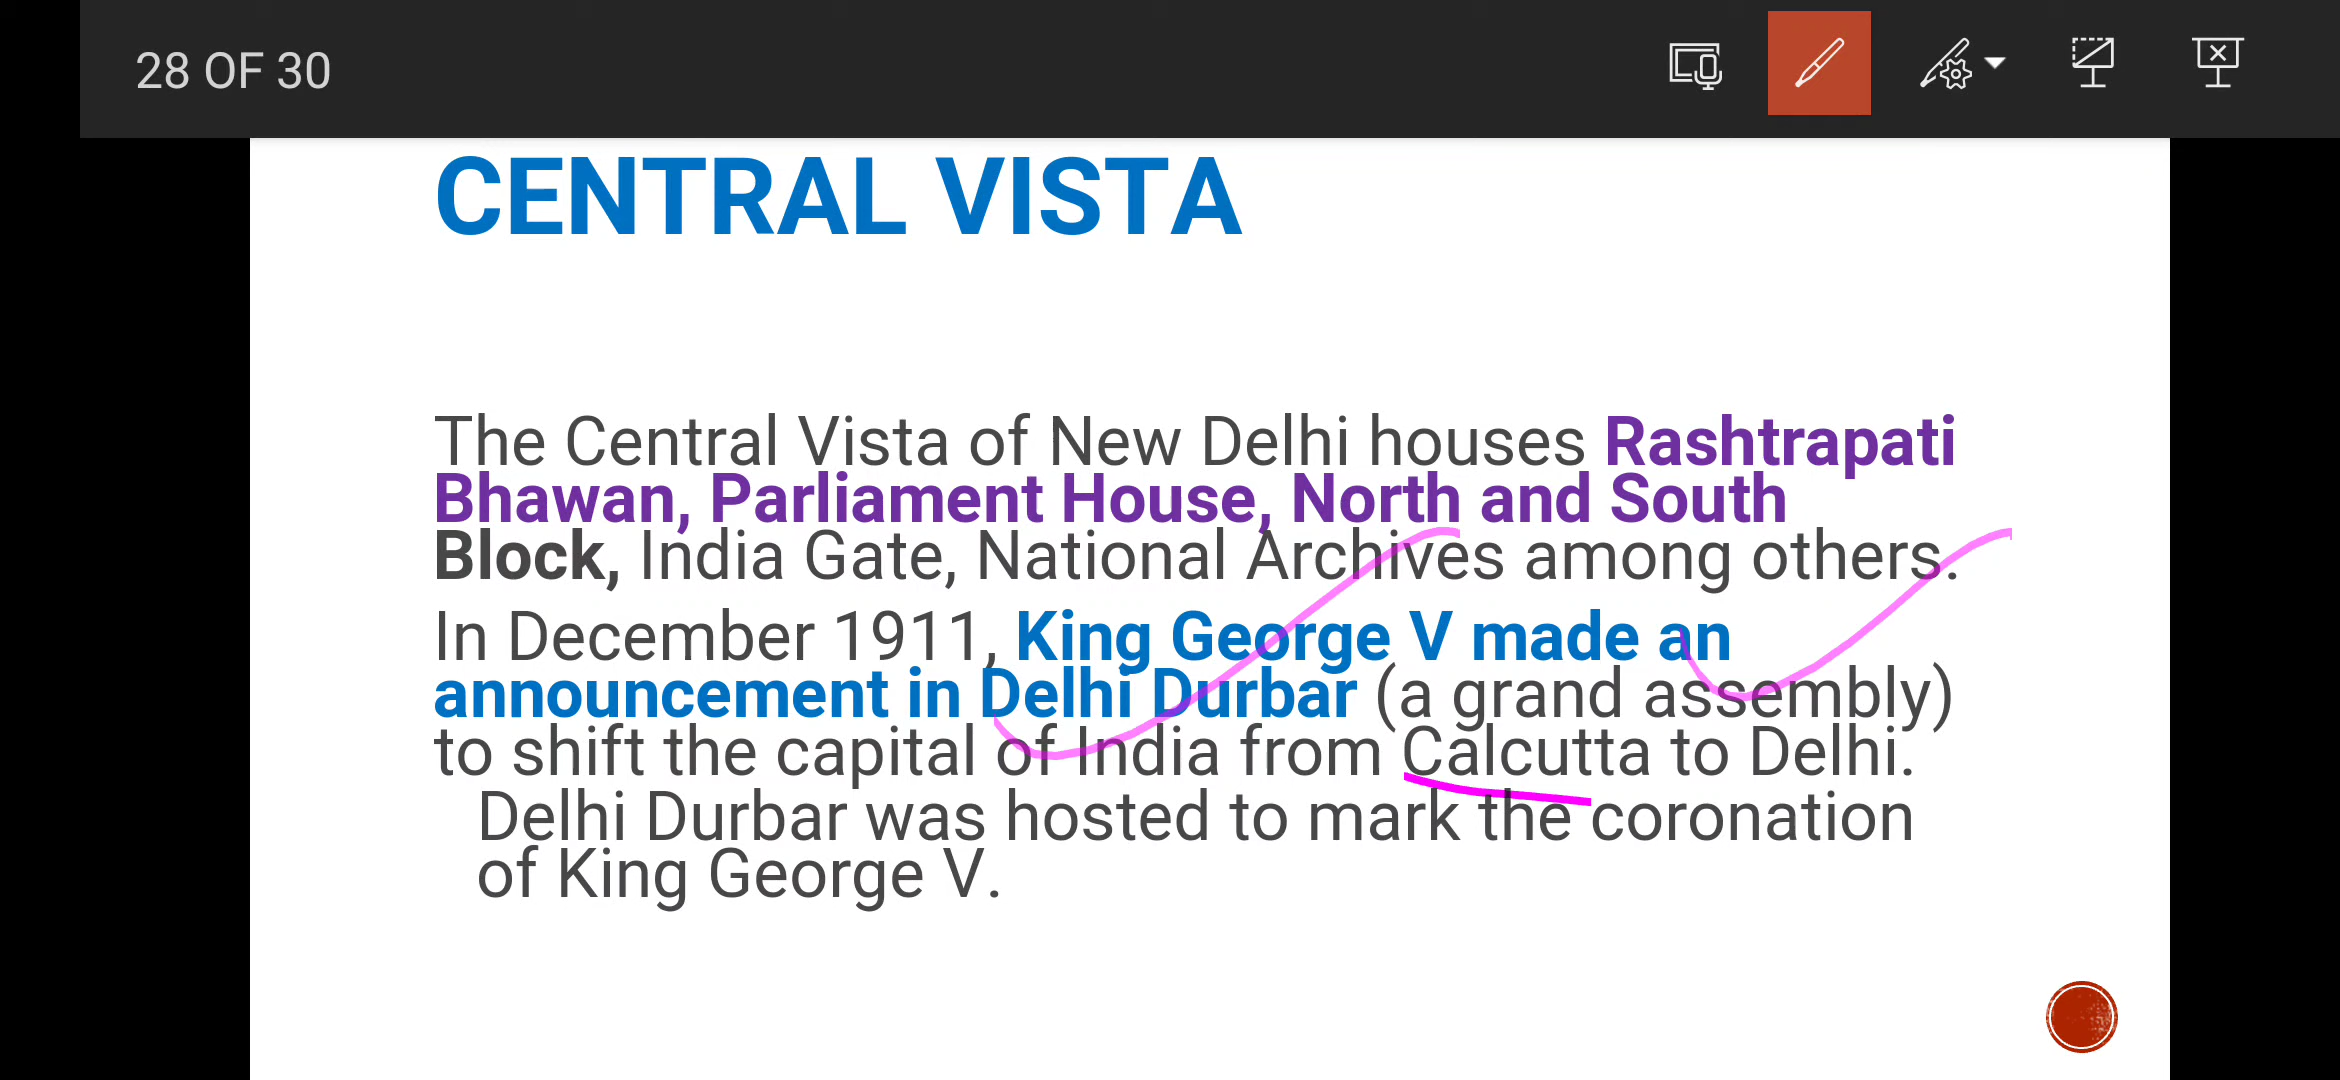 28 OF 30
CENTRAL VISTA
The Central Vista of New Delhi houses Rashtrapati
Bhawan, Parliament House, North and South
Block, India Gate, National Archives among others.
In December 1911, King George V made an
announcement in Delhi Durbar (a grand assembly)
to shift the capital of India from Calcutta to Delhi.
Delhi Durbar was hosted to mark the coronation
of King George V.